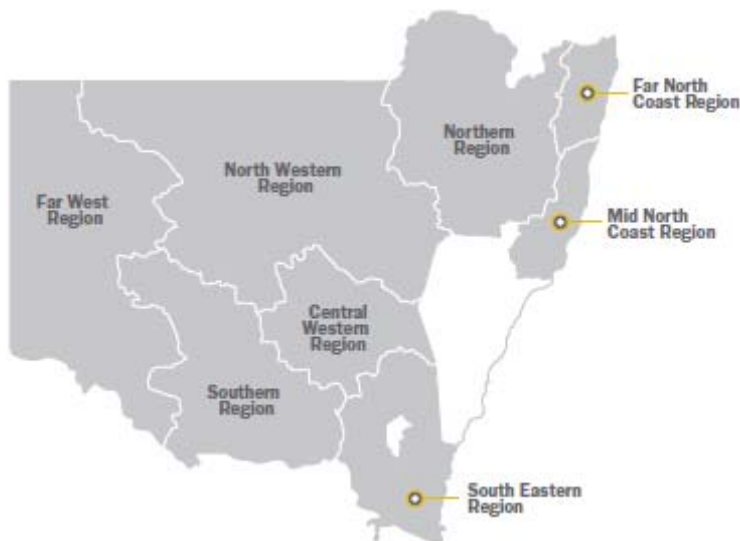 Far North
Coast Region
Northern
Region
North Western
Region
Far West
Region
Mid North
Coast Region
Central
Western
Region
Southern
Region
South Eastern
Region